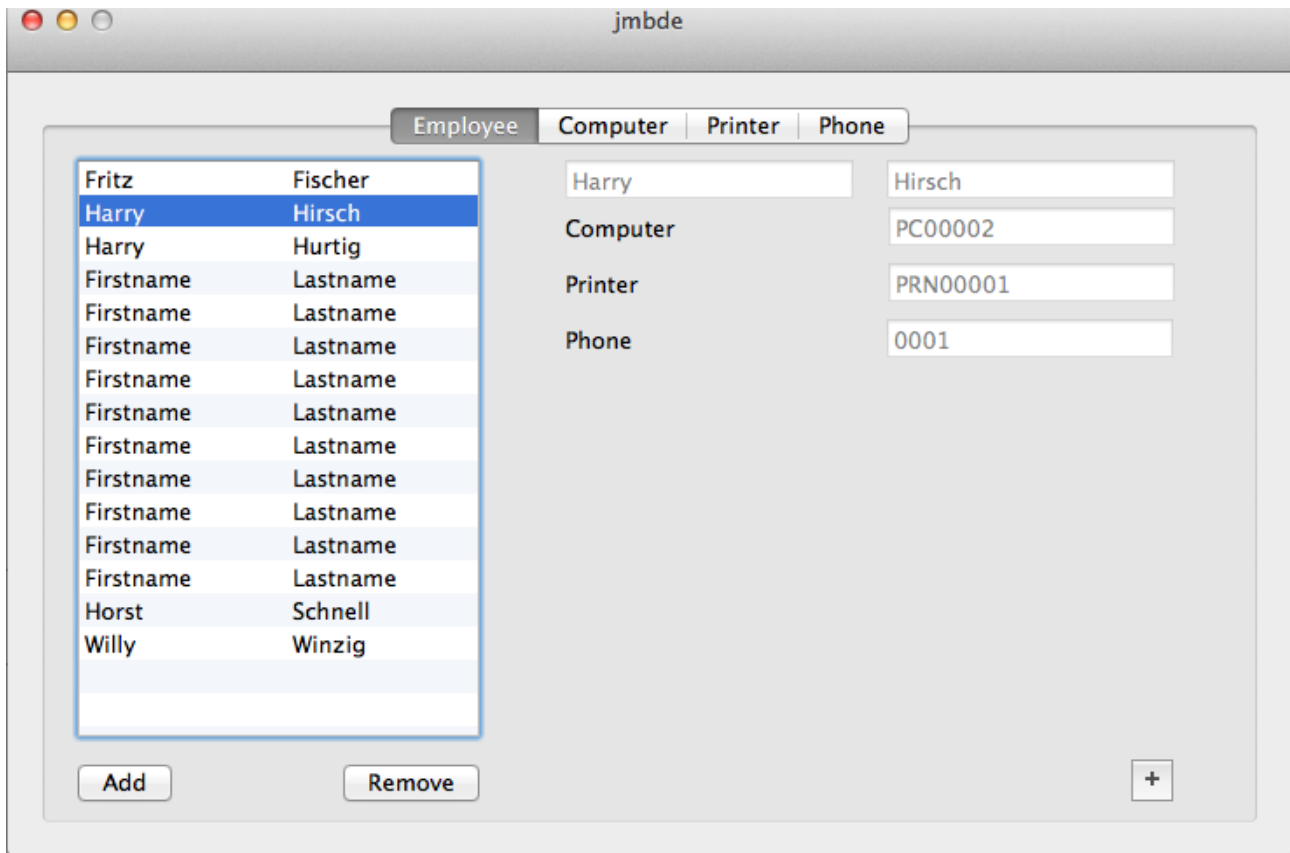 jmbde
Employee Computer Printer Phone
Fritz Fischer
Harry Hirsch
Harry Hurtig
Firstname Lastname
Firstname Lastname
Firstname Lastname
Firstname Lastname
Firstname Lastname
Firstname Lastname
Firstname Lastname
Firstname Lastname
Firstname Lastname
Firstname Lastname
Horst Schnell
Willy Winzig
Add Remove
Harry Hirsch
Computer PC00002
Printer PRN00001
Phone 0001
+